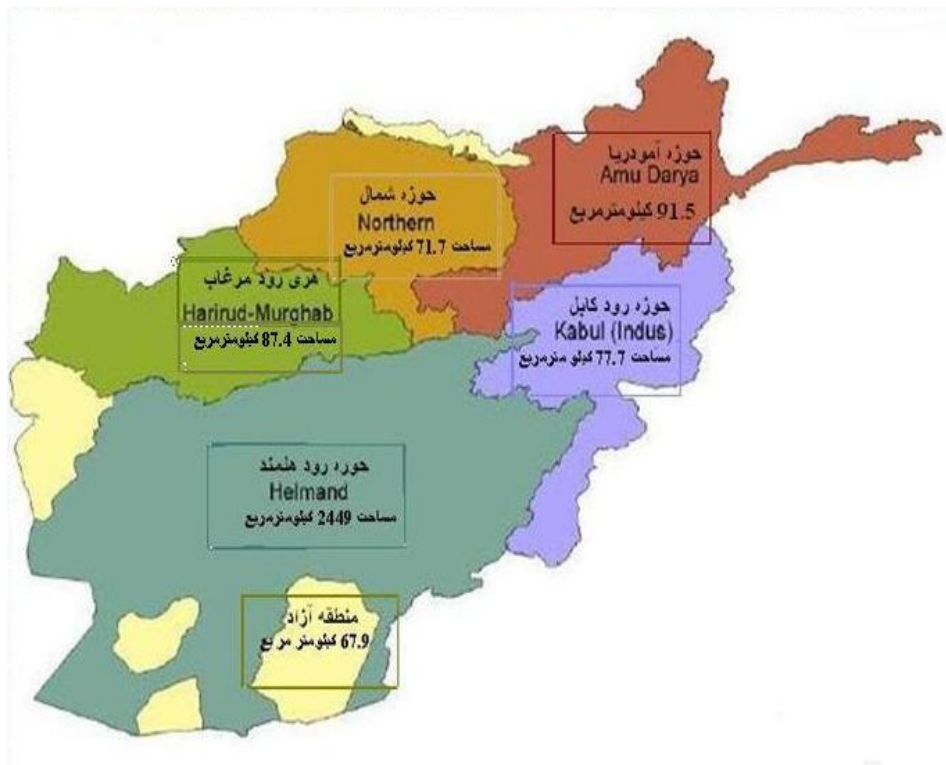 حوزه آمودریا
Amu Darya
91.5 کیلومترمربع
حوزه شمال
Northern
مساحت 71.7 کیلومترمربع
هری رود مرغاب
Harirud-Murghab
مساحت 87.4 کیلومترمربع
حوزه رود کابل
Kabul (Indus)
مساحت 77.7 کیلو مترمربع
حوزه رود هلمند
Helmand
مساحت 2449 کیلومترمربع
منطقه آزاد
67.9 کیلومتر مربع